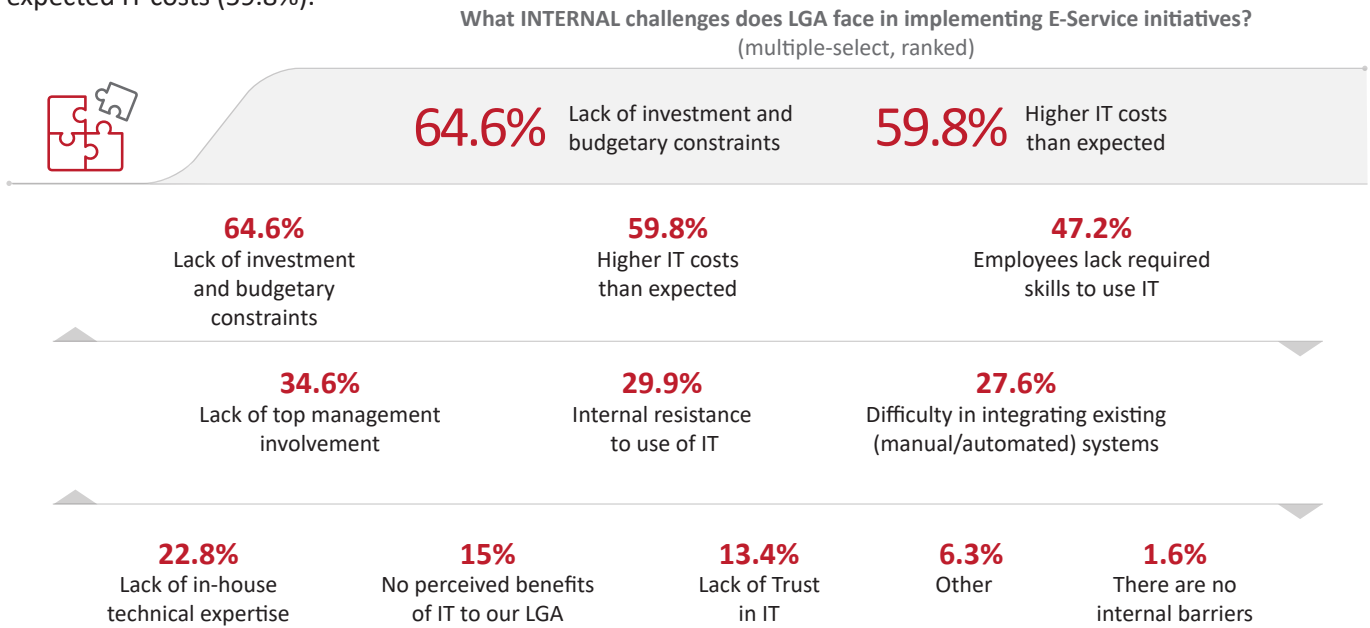 expected IT costs (59.8%).
What INTERNAL challenges does LGA face in implementing E-Service initiatives?
(multiple-select, ranked)
64.6%
Lack of investment and
budgetary constraints
59.8%
Higher IT costs
than expected
64.6%
Lack of investment
and budgetary
constraints
59.8%
Higher IT costs
than expected
47.2%
Employees lack required
skills to use IT
34.6%
Lack of top management
involvement
29.9%
Internal resistance
to use of IT
27.6%
Difficulty in integrating existing
(manual/automated) systems
22.8%
Lack of in-house
technical expertise
15%
No perceived benefits
of IT to our LGA
13.4%
Lack of Trust
in IT
6.3%
Other
1.6%
There are no
internal barriers